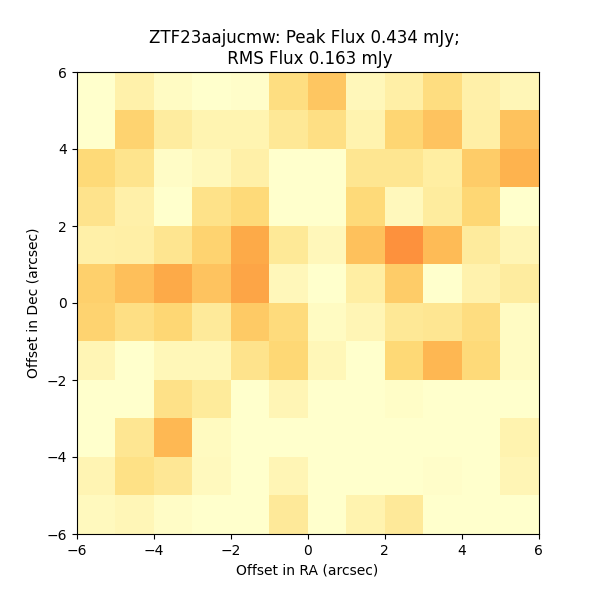 ZTF23aajucmw: Peak Flux 0.434 mJy;
RMS Flux 0.163 mJy
6
4
2
0
−2
−4
−6
Offset in Dec (arcsec)
−6 −4 −2 0 2 4 6
Offset in RA (arcsec)